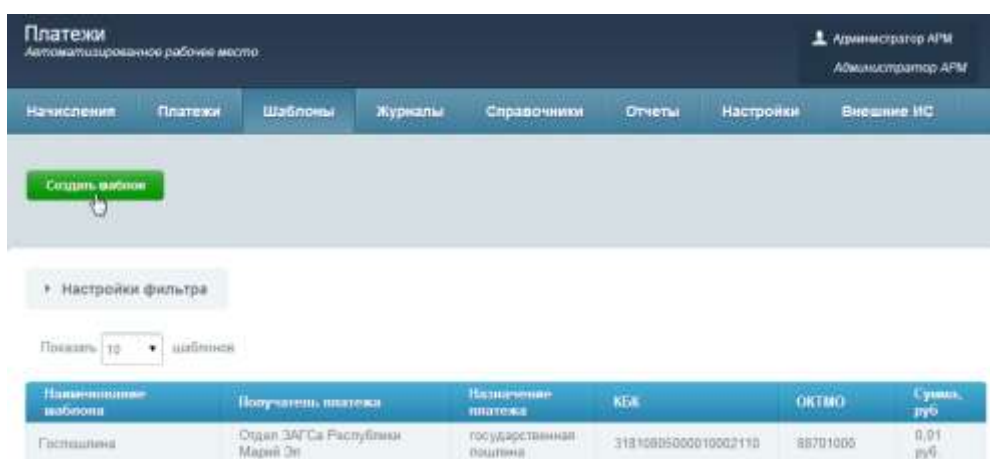 Платежи
Автоматизированное рабочее место
Администратор АРМ
Администратор АРМ
Начисления Платежи Шаблоны Журналы Справочники Отчеты Настройки Внешние ИС
Создать шаблон
Настройки фильтра
Показать 10 шаблонов
Наименование шаблона
Получатель платежа
Назначение платежа
КБК
ОКТМО
Сумма, руб
Госпошлина
Отдел ЗАГСа Республики
Марий Эл
государственная
пошлина
31810805000010002110
88701000
0,01
руб.